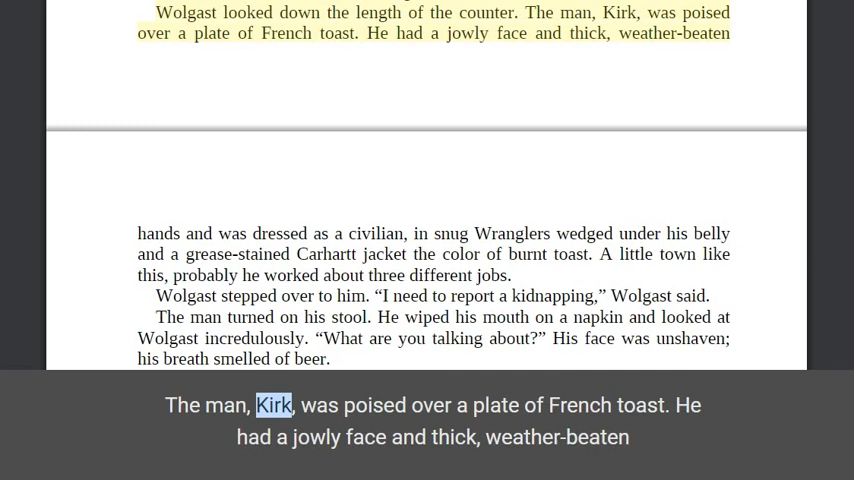 Wolgast looked down the length of the counter. The man, Kirk, was poised
over a plate of French toast. He had a jowly face and thick, weather-beaten
hands and was dressed as a civilian, in snug Wranglers wedged under his belly
and a grease-stained Carhartt jacket the color of burnt toast. A little town like
this, probably he worked about three different jobs.
Wolgast stepped over to him. “I need to report a kidnapping,” Wolgast said.
The man turned on his stool. He wiped his mouth on a napkin and looked at
Wolgast incredulously. “What are you talking about?” His face was unshaven;
his breath smelled of beer.
The man, Kirk, was poised over a plate of French toast. He
had a jowly face and thick, weather-beaten